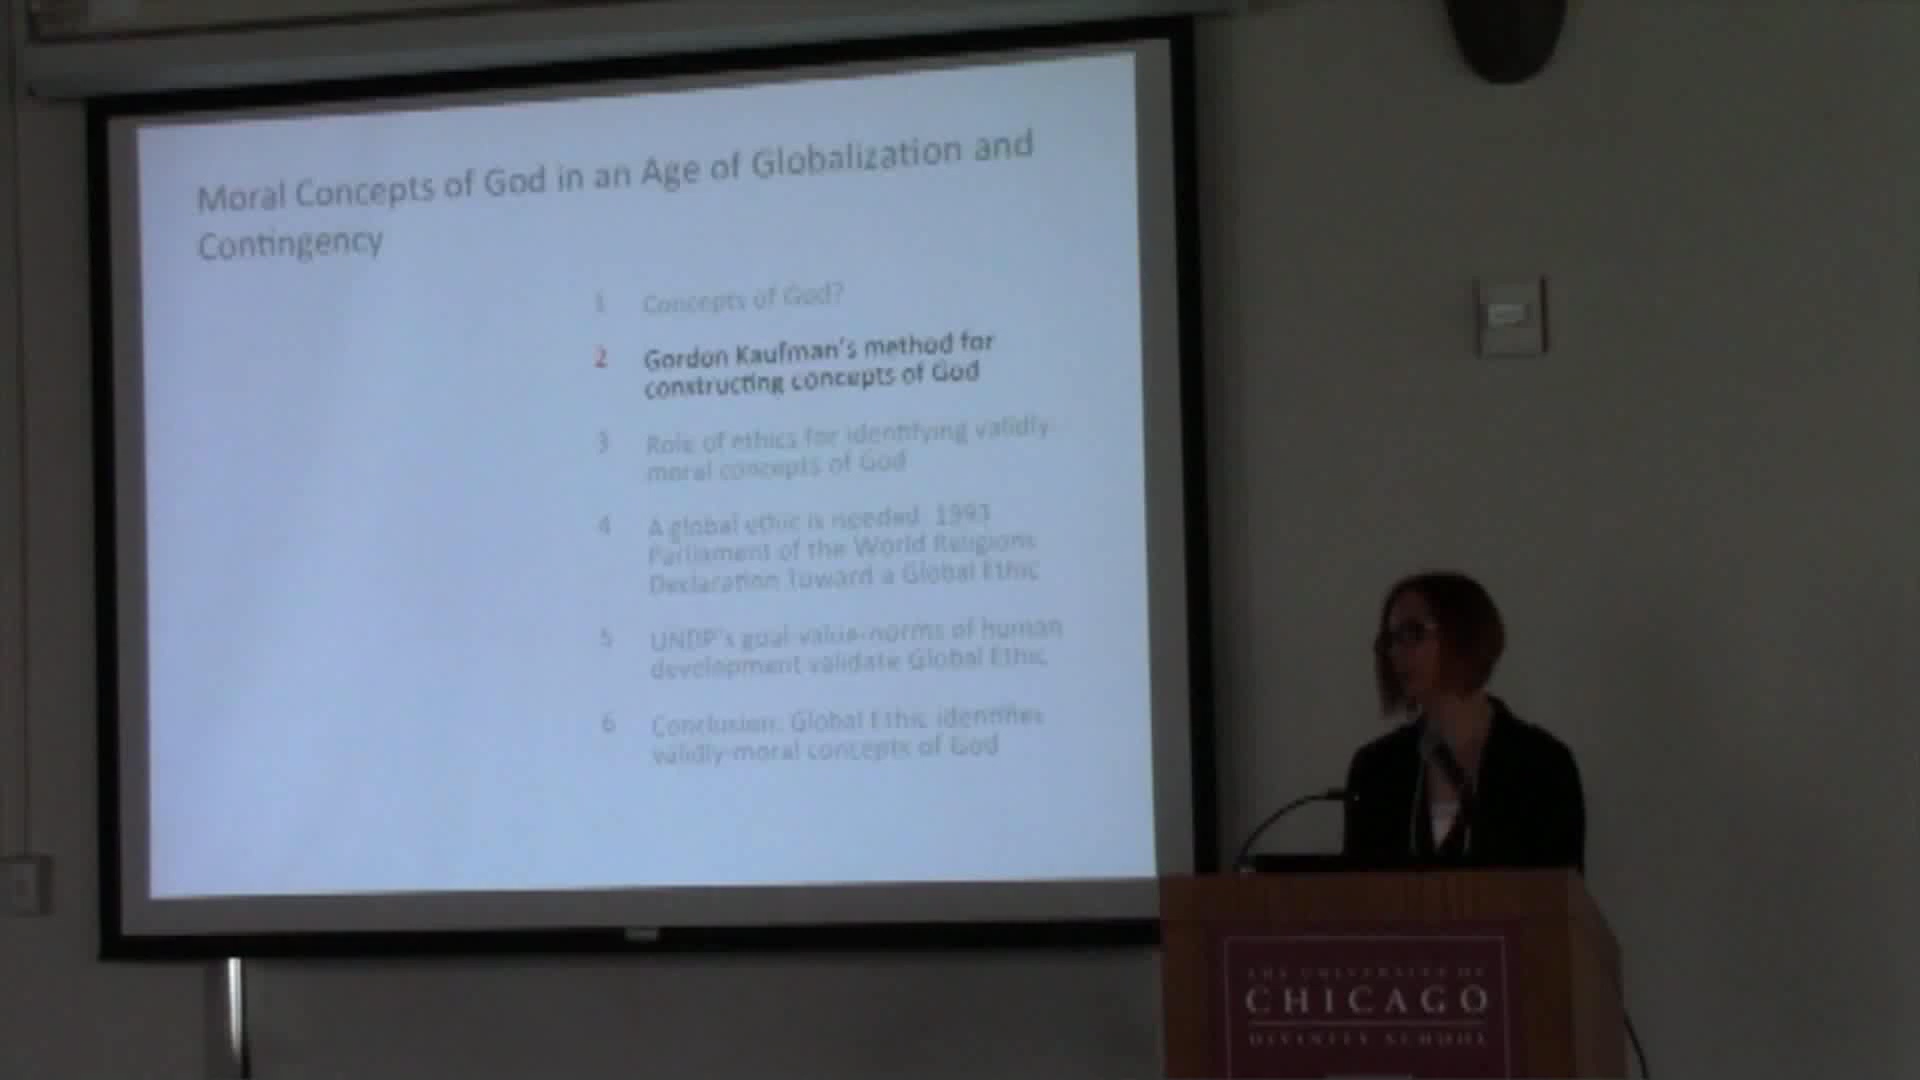 Moral Concepts of God in an Age of Globalization and
Contingency
1 Concepts of God?
2 Gordon Kaufman's method for
constructing concepts of God
3 Role of ethics for identifying validly-
moral concepts of God
4 A global ethic is needed: 1993
Parliament of the World Religions
Declaration Toward a Global Ethic
5 UNDP's goal value-norms of human
development validate Global Ethic
6 Conclusion: Global Ethic identifies
validly-moral concepts of God
THE UNIVERSITY OF
CHICAGO
DIVINITY SCHOOL